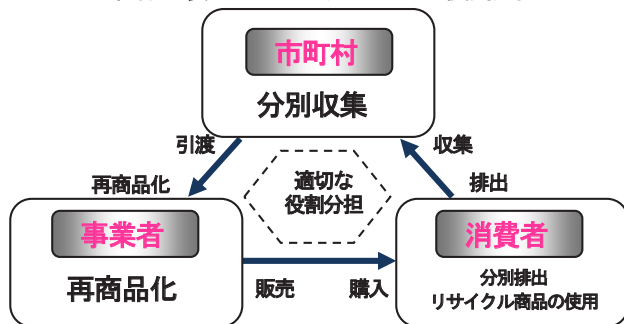 市町村
分別収集
引渡
収集
再商品化
適切な
役割分担
排出
事業者
再商品化
消費者
分別排出
リサイクル商品の使用
販売
購入